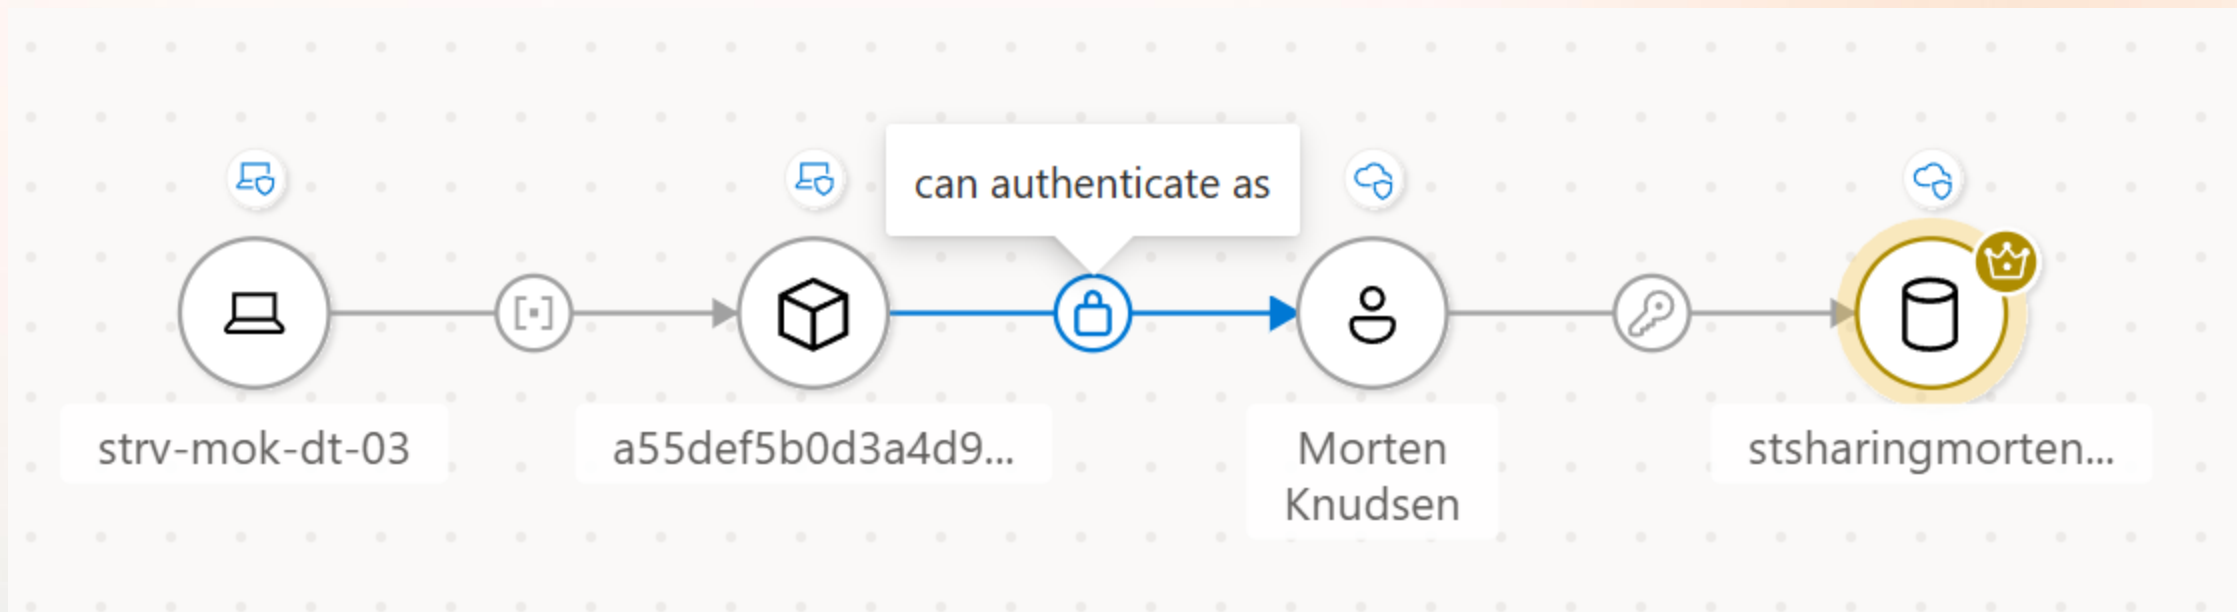 can authenticate as
strv-mok-dt-03
a55def5b0d3a4d9...
Morten
Knudsen
stsharingmorten...